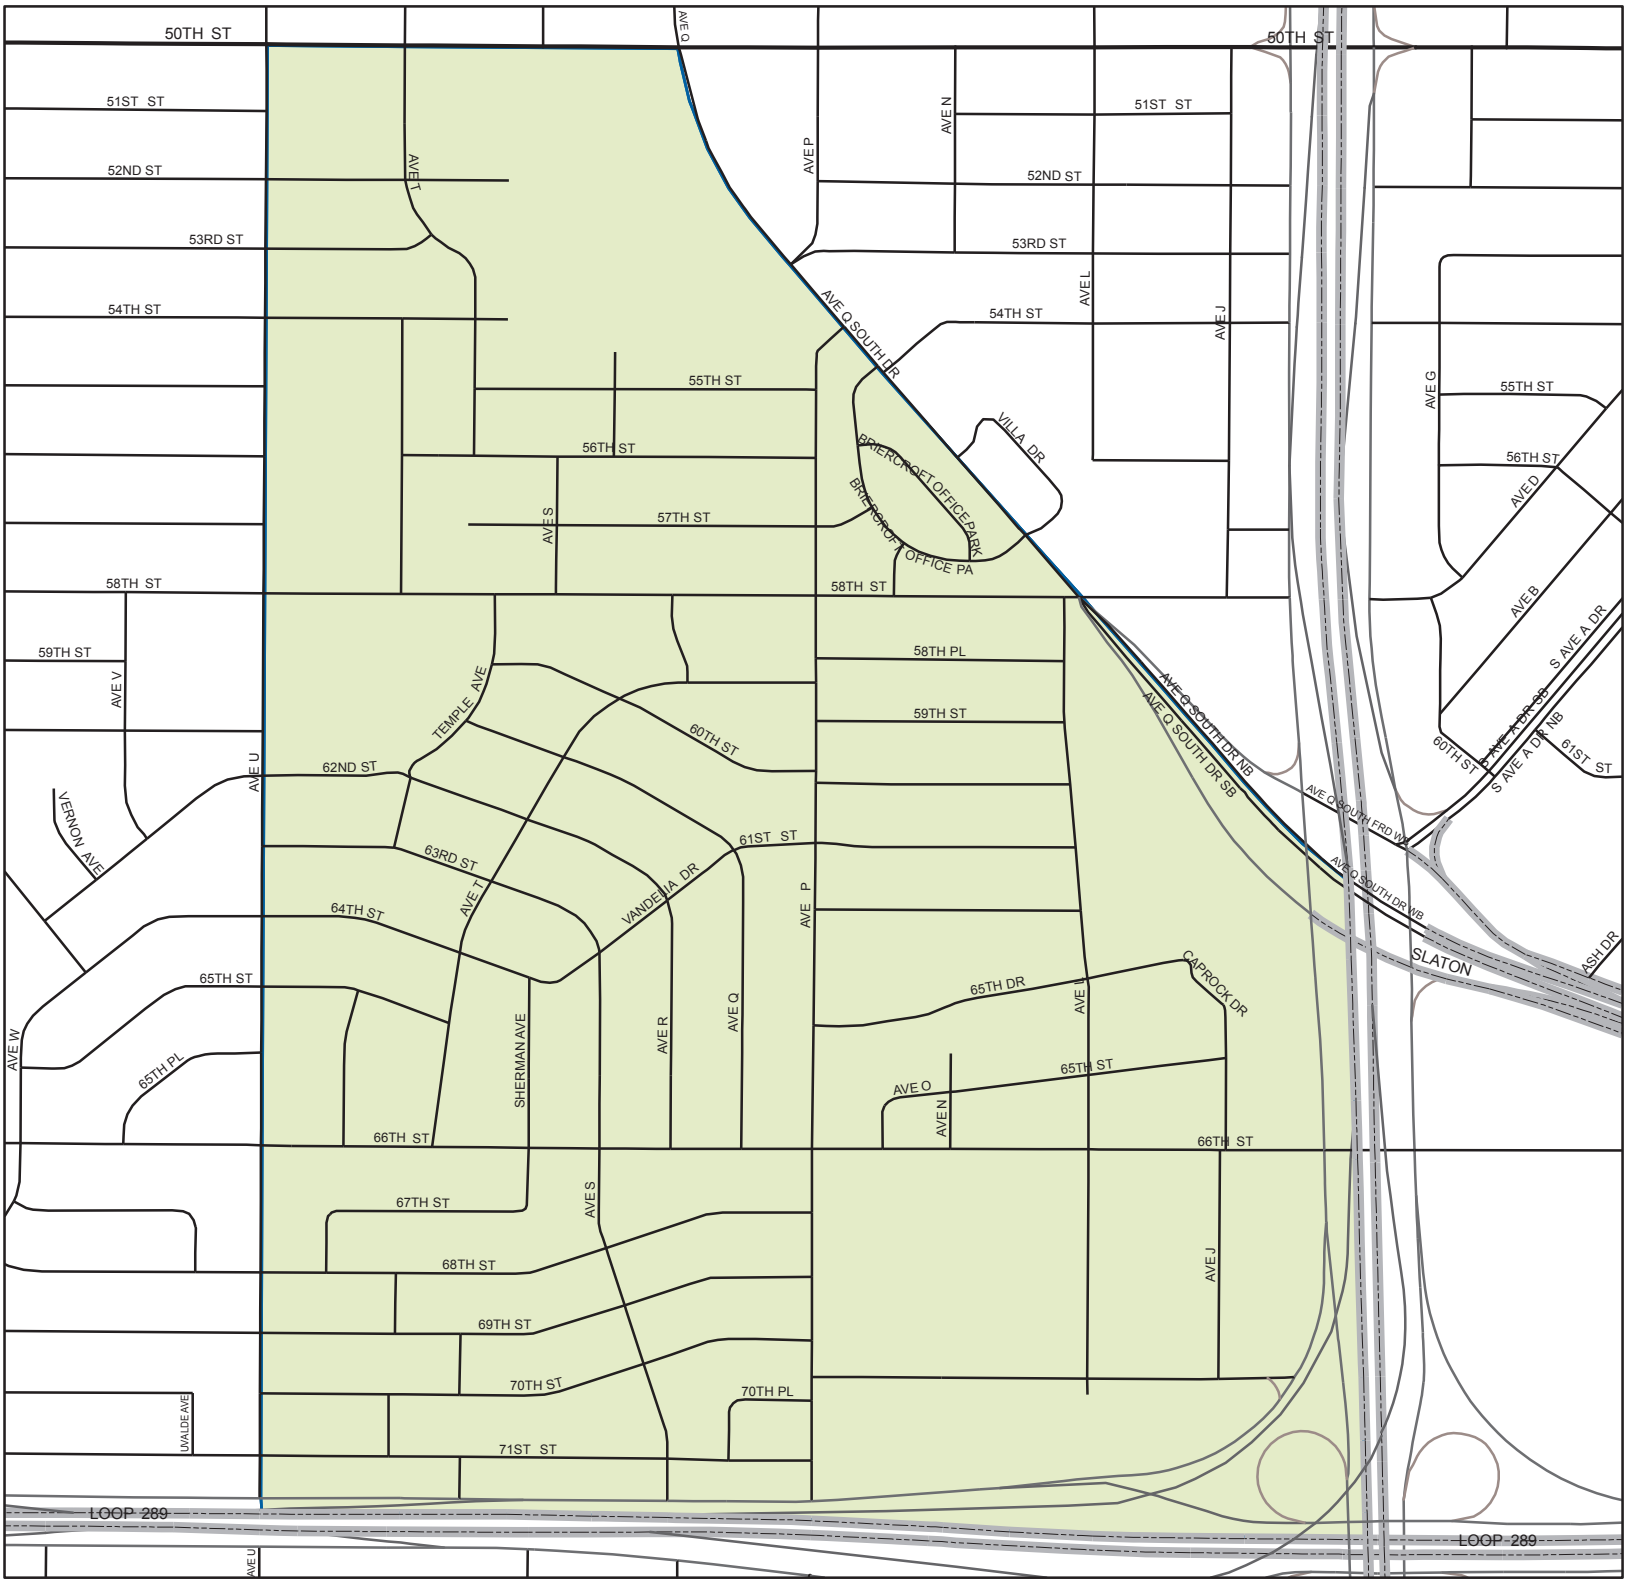 50TH ST
AVE Q
50TH ST
51ST ST
AVE N
51ST ST
AVE T
AVE P
52ND ST
52ND ST
53RD ST
53RD ST
AVE L
54TH ST
AVE Q SOUTH DR
54TH ST
AVE J
55TH ST
AVE G
55TH ST
VILLA DR
56TH ST
BRIERCROFT OFFICE PARK
56TH ST
AVE D
AVE S
57TH ST
BRIERCROFT OFFICE PA
58TH ST
58TH ST
AVE B
S AVE A DR
59TH ST
AVE V
TEMPLE AVE
58TH PL
AVE Q SOUTH DR NB
AVE Q SOUTH DR SB
59TH ST
60TH ST
S AVE A DR SB
S AVE A DR NB
60TH ST
61ST ST
AVE U
62ND ST
VERNON AVE
AVE Q SOUTH FRD WB
61ST ST
63RD ST
AVE T
VANDELIA DR
AVE P
AVE Q SOUTH DR WB
64TH ST
SLATON
ASH DR
65TH ST
65TH DR
AVE L
CAPROCK DR
AVE W
65TH PL
SHERMAN AVE
AVE R
AVE Q
65TH ST
AVE O
AVE N
66TH ST
66TH ST
67TH ST
AVE S
68TH ST
AVE J
69TH ST
70TH ST
70TH PL
UVALDE AVE
71ST ST
LOOP 289
LOOP 289
AVE U